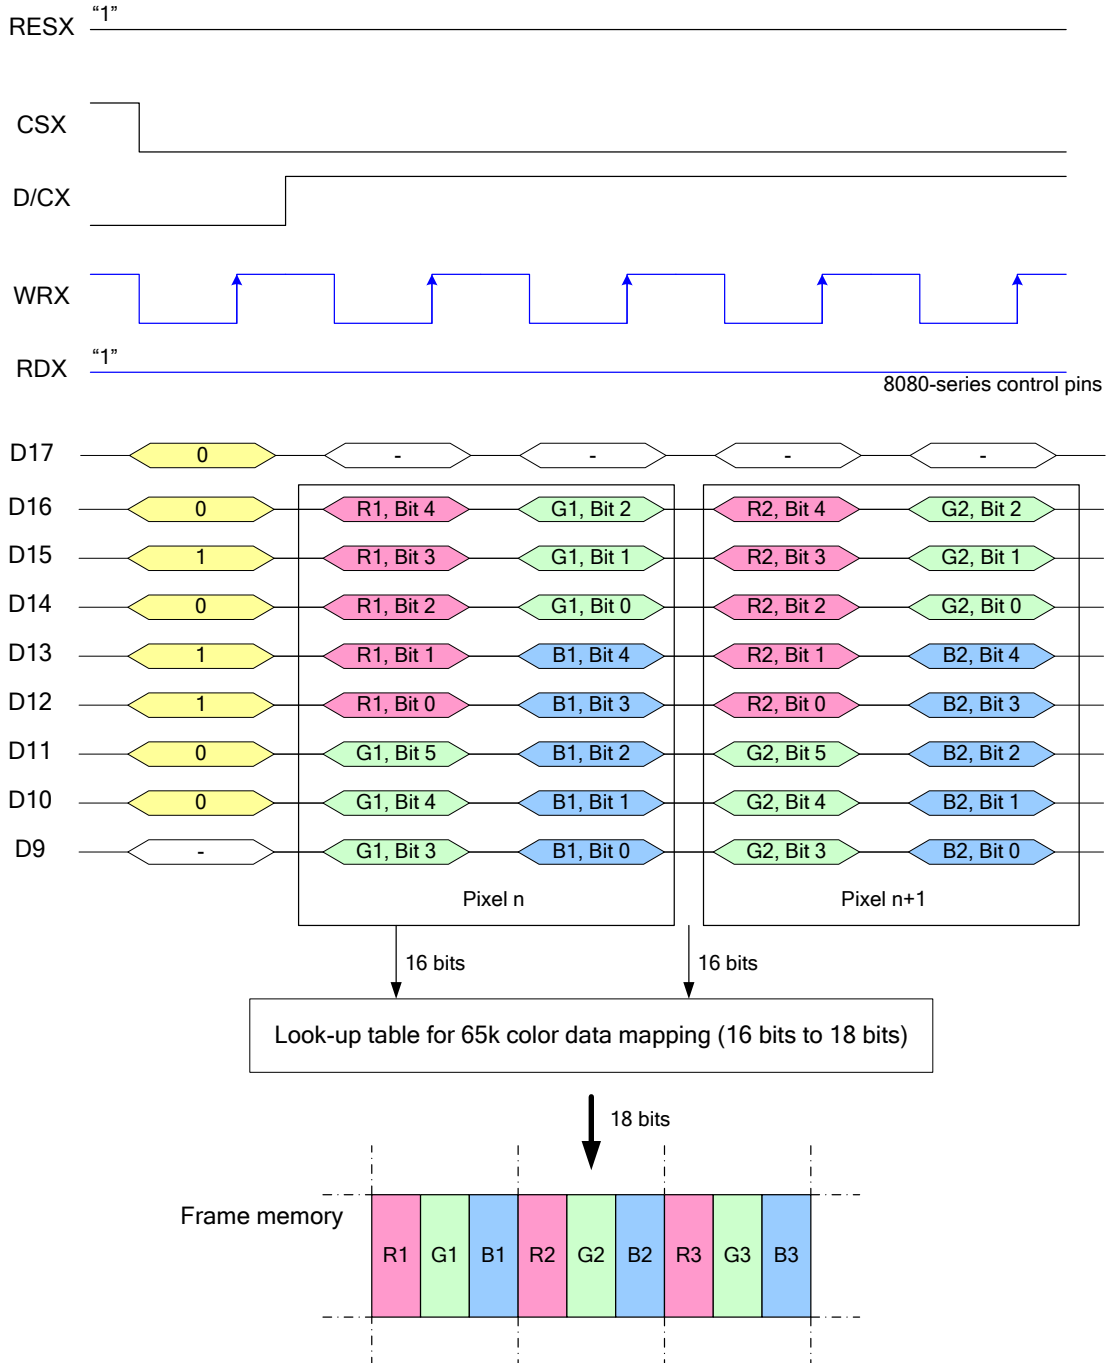 RESX “1”
CSX
D/CX
WRX
RDX “1”
8080-series control pins
D17 0 - - - -
D16 0 R1, Bit 4 G1, Bit 2 R2, Bit 4 G2, Bit 2
D15 1 R1, Bit 3 G1, Bit 1 R2, Bit 3 G2, Bit 1
D14 0 R1, Bit 2 G1, Bit 0 R2, Bit 2 G2, Bit 0
D13 1 R1, Bit 1 B1, Bit 4 R2, Bit 1 B2, Bit 4
D12 1 R1, Bit 0 B1, Bit 3 R2, Bit 0 B2, Bit 3
D11 0 G1, Bit 5 B1, Bit 2 G2, Bit 5 B2, Bit 2
D10 0 G1, Bit 4 B1, Bit 1 G2, Bit 4 B2, Bit 1
D9 - G1, Bit 3 B1, Bit 0 G2, Bit 3 B2, Bit 0
Pixel n Pixel n+1
16 bits 16 bits
Look-up table for 65k color data mapping (16 bits to 18 bits)
18 bits
Frame memory
R1 G1 B1 R2 G2 B2 R3 G3 B3